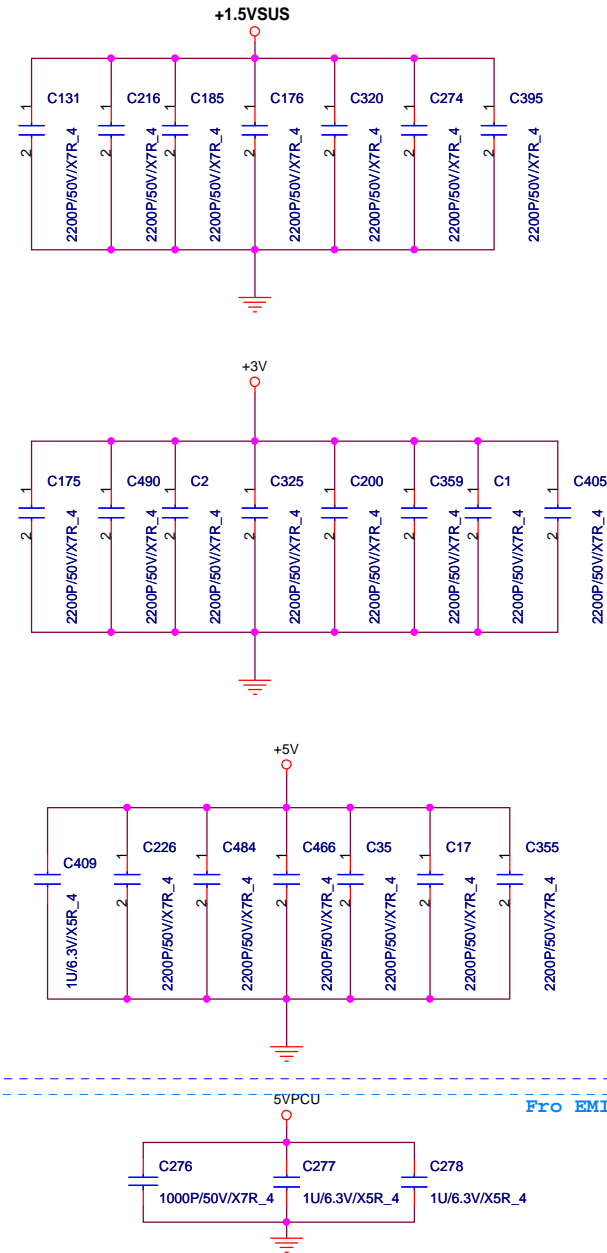 +1.5VSUS
C131 C216 C185 C176 C320 C274 C395
1 1 1 1 1 1 1
2 2 2 2 2 2 2
2200P/50V/X7R_4 2200P/50V/X7R_4 2200P/50V/X7R_4 2200P/50V/X7R_4 2200P/50V/X7R_4 2200P/50V/X7R_4 2200P/50V/X7R_4
+3V
C175 C490 C2 C325 C200 C359 C1 C405
1 1 1 1 1 1 1 1
2 2 2 2 2 2 2 2
2200P/50V/X7R_4 2200P/50V/X7R_4 2200P/50V/X7R_4 2200P/50V/X7R_4 2200P/50V/X7R_4 2200P/50V/X7R_4 2200P/50V/X7R_4 2200P/50V/X7R_4
+5V
C409 C226 C484 C466 C35 C17 C355
1 1 1 1 1 1
2 2 2 2 2 2
1U/6.3V/X5R_4 2200P/50V/X7R_4 2200P/50V/X7R_4 2200P/50V/X7R_4 2200P/50V/X7R_4 2200P/50V/X7R_4 2200P/50V/X7R_4
5VPCU
Fro EMI
C276 C277 C278
1000P/50V/X7R_4 1U/6.3V/X5R_4 1U/6.3V/X5R_4